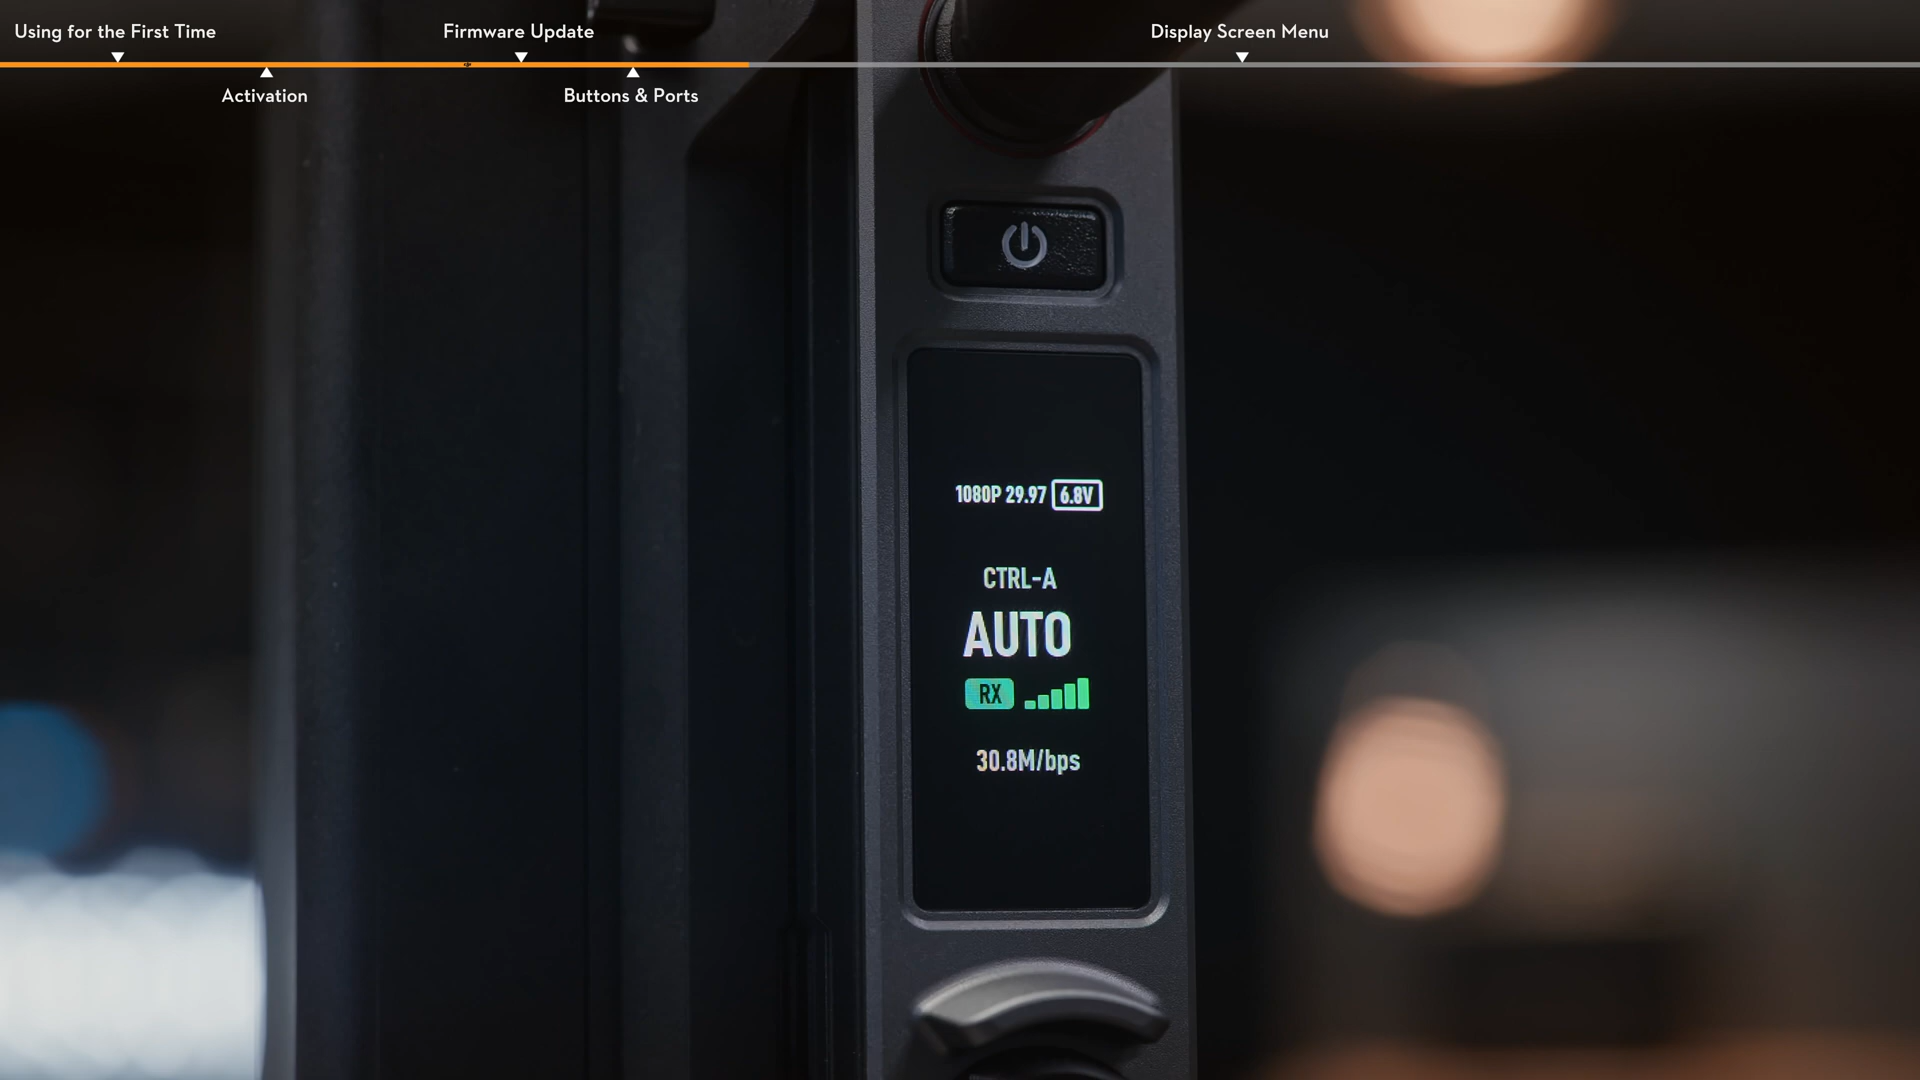 Using for the First Time
Firmware Update
Display Screen Menu
Activation
Buttons & Ports
1080P 29.97 6.8V
CTRL-A
AUTO
RX
30.8M/bps